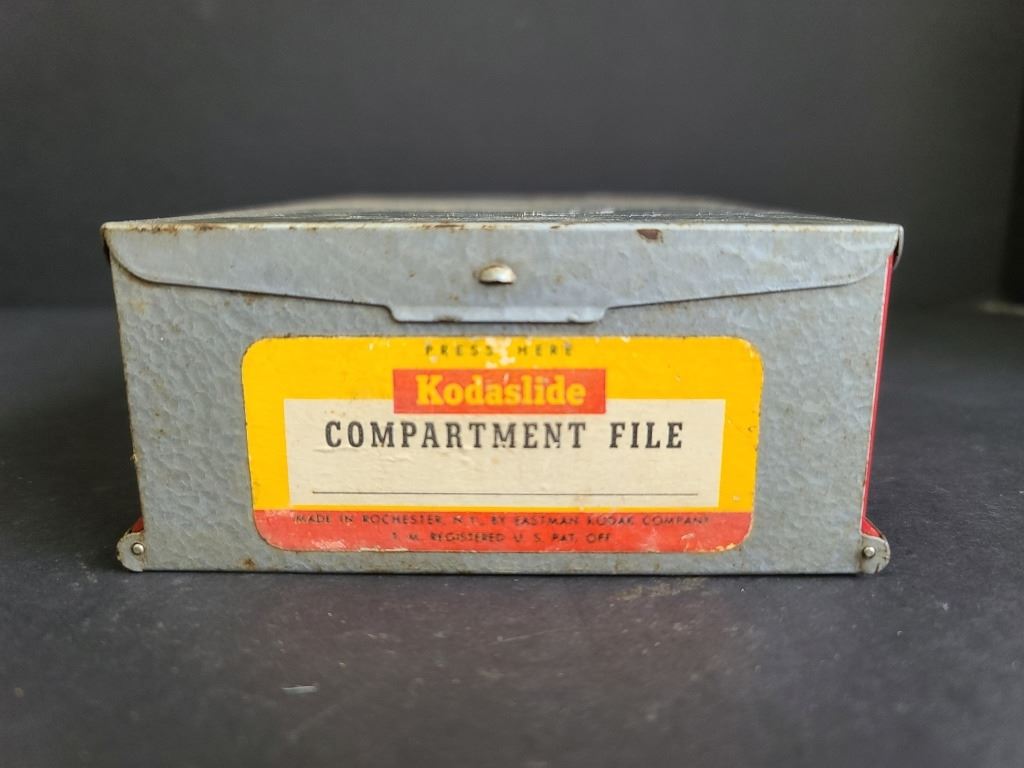 PRESS HERE
Kodaslide
COMPARTMENT FILE
MADE IN ROCHESTER, N.Y., BY EASTMAN KODAK COMPANY
T. M. REGISTERED U. S. PAT. OFF.